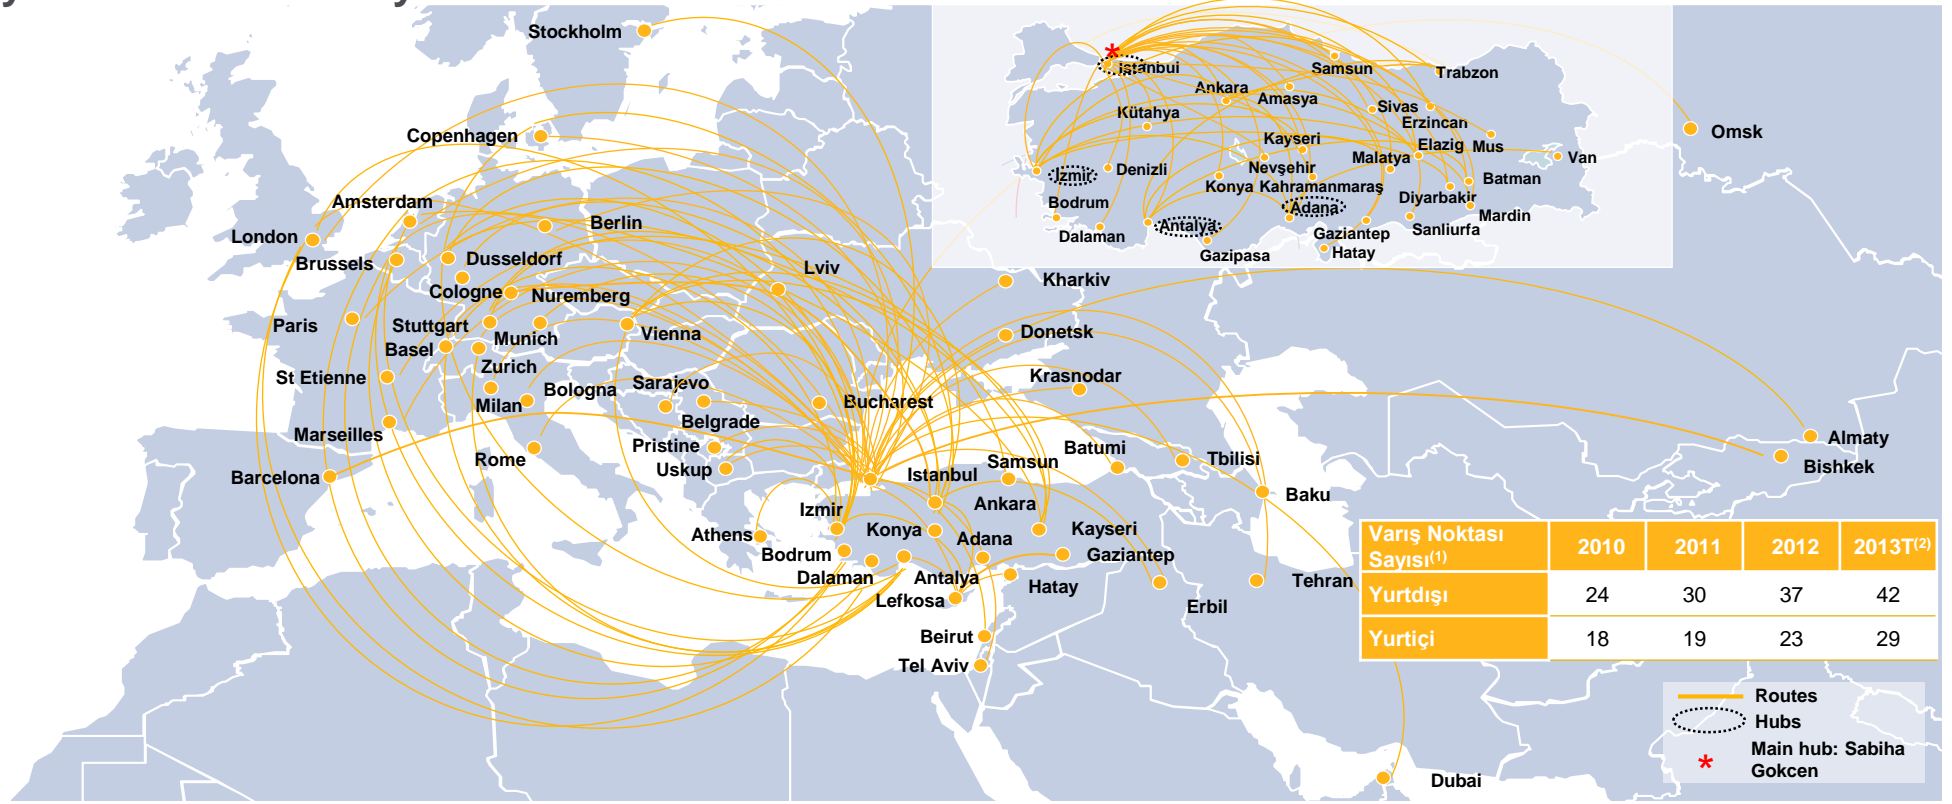 Stockholm
Copenhagen
Amsterdam
London
Berlin
Brussels
Dusseldorf
Cologne
Nuremberg
Lviv
Paris
Stuttgart
Munich
Vienna
Basel
Zurich
St Etienne
Milan
Bologna
Sarajevo
Belgrade
Bucharest
Marseilles
Rome
Pristine
Uskup
Barcelona
Athens
Izmir
Bodrum
Dalaman
Konya
Istanbul
Samsun
Ankara
Adana
Antalya
Lefkosa
Kayseri
Gaziantep
Hatay
Beirut
Tel Aviv
Erbil
Kharkiv
Donetsk
Krasnodar
Batumi
Tbilisi
Baku
Tehran
Dubai
Omsk
Almaty
Bishkek
istanbul
Samsun
Trabzon
Ankara
Amasya
Kütahya
Sivas
Erzincan
Kayseri
Elazig
Mus
Malatya
Van
Izmir
Denizli
Nevşehir
Konya
Kahramanmaraş
Batman
Diyarbakir
Bodrum
Adana
Mardin
Dalaman
Antalya
Gaziantep
Sanliurfa
Gazipasa
Hatay
Varış Noktası
Sayısı(1) 2010 2011 2012 2013T(2)
Yurtdışı 24 30 37 42
Yurtiçi 18 19 23 29
Routes
Hubs
* Main hub: Sabiha
Gokcen